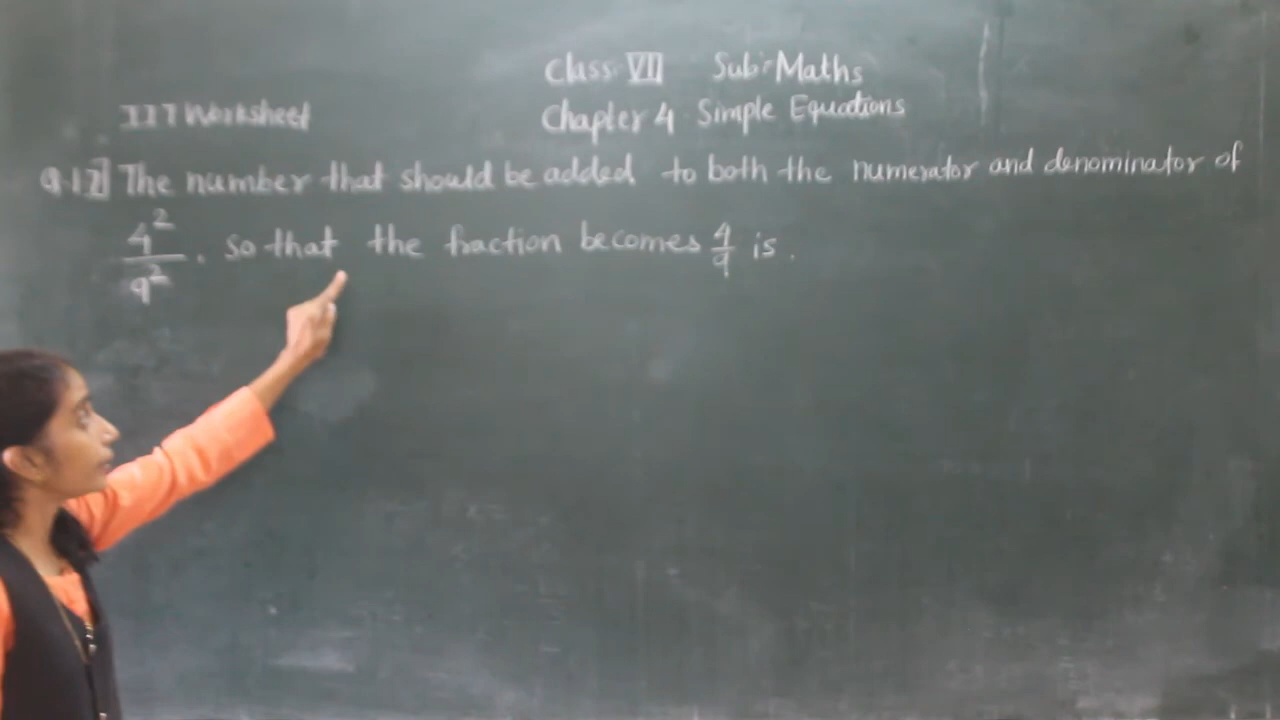 Class VII Sub:- Maths
IIT Worksheet
Chapter 4 Simple Equations
Q.12] The number that should be added to both the numerator and denominator of
4²/9². so that the fraction becomes 4/9 is.